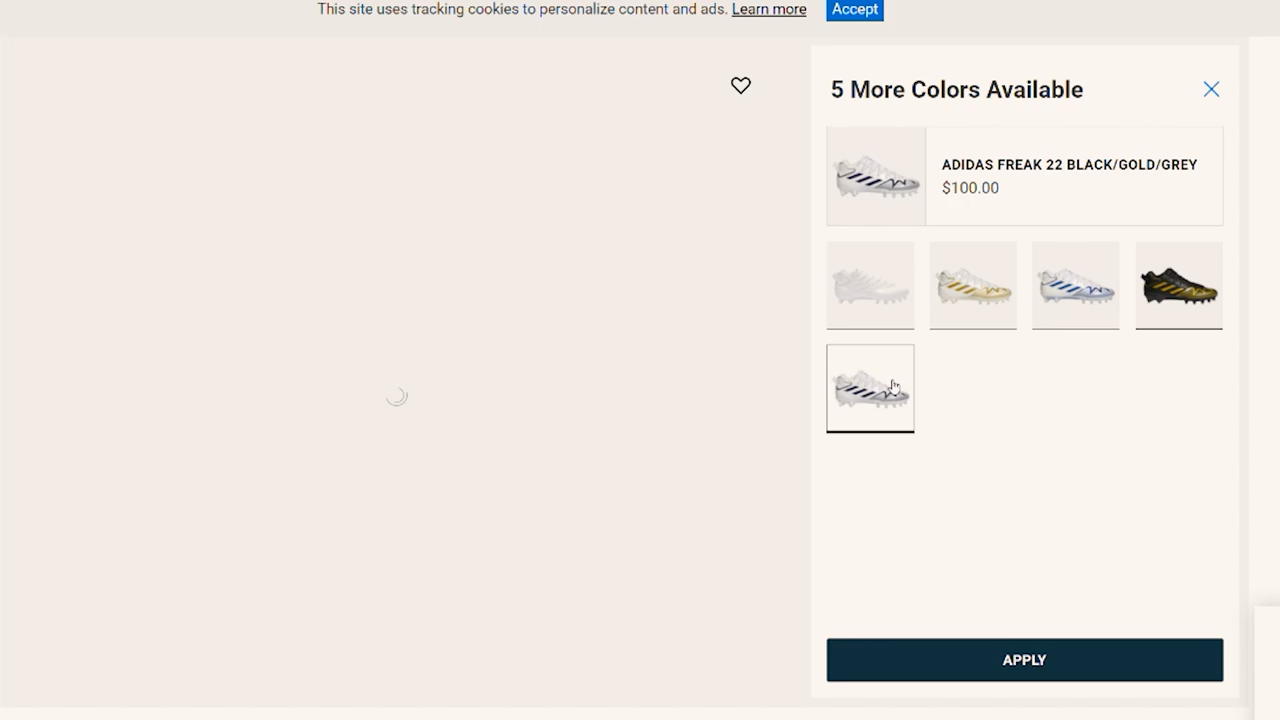 This site uses tracking cookies to personalize content and ads. Learn more Accept
5 More Colors Available
ADIDAS FREAK 22 BLACK/GOLD/GREY
$100.00
APPLY